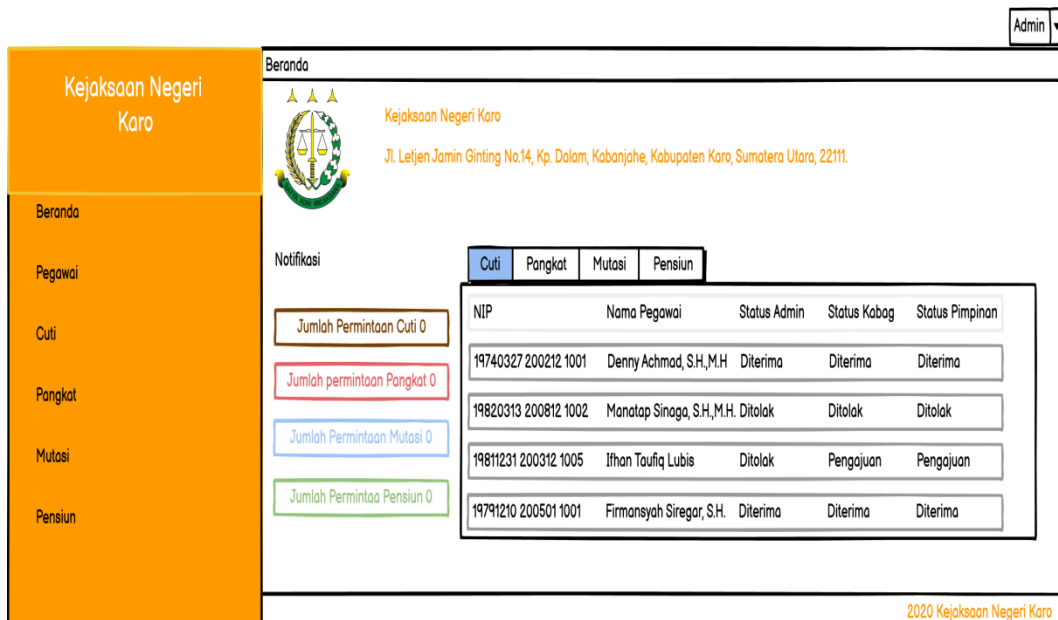 Admin
Kejaksaan Negeri
Karo
Beranda
Pegawai
Cuti
Pangkat
Mutasi
Pensiun
Beranda
Kejaksaan Negeri Karo
Jl. Letjen Jamin Ginting No.14, Kp. Dalam, Kabanjahe, Kabupaten Karo, Sumatera Utara, 22111.
Notifikasi
Jumlah Permintaan Cuti 0
Jumlah permintaan Pangkat 0
Jumlah Permintaan Mutasi 0
Jumlah Permintaa Pensiun 0
Cuti Pangkat Mutasi Pensiun
NIP Nama Pegawai Status Admin Status Kabag Status Pimpinan
19740327 200212 1001 Denny Achmad, S.H.,M.H Diterima Diterima Diterima
19820313 200812 1002 Manatap Sinaga, S.H.,M.H. Ditolak Ditolak Ditolak
19811231 200312 1005 Ifhan Taufiq Lubis Ditolak Pengajuan Pengajuan
19791210 200501 1001 Firmansyah Siregar, S.H. Diterima Diterima Diterima
2020 Kejaksaan Negeri Karo